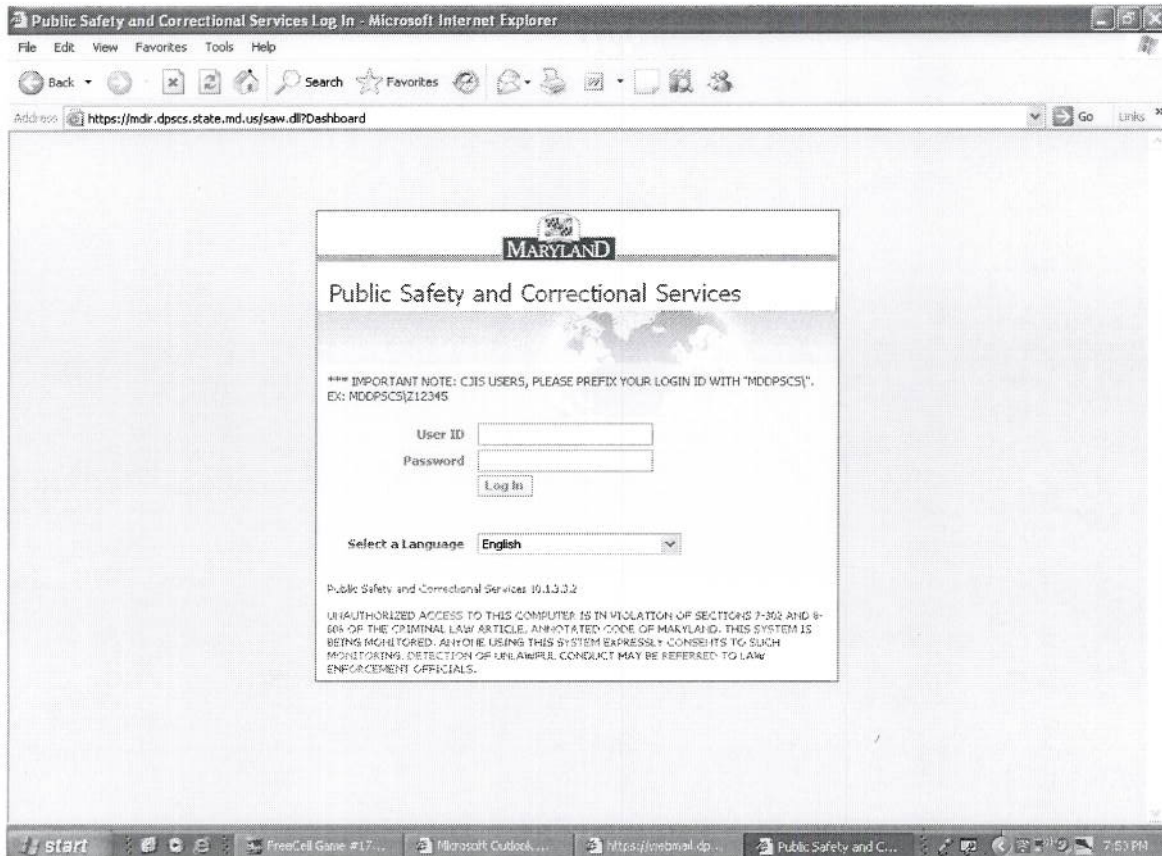 Public Safety and Correctional Services Log In - Microsoft Internet Explorer
File Edit View Favorites Tools Help
Back Search Favorites
Address https://mdir.dpscs.state.md.us/saw.dll?Dashboard Go Links »
MARYLAND
Public Safety and Correctional Services
*** IMPORTANT NOTE: CJIS USERS, PLEASE PREFIX YOUR LOGIN ID WITH "MDDPSCS\".
EX: MDDPSCS\Z12345
User ID
Password
Log In
Select a Language English
Public Safety and Correctional Services 10.1.3.3.2
UNAUTHORIZED ACCESS TO THIS COMPUTER IS IN VIOLATION OF SECTIONS 7-302 AND 8-
606 OF THE CRIMINAL LAW ARTICLE, ANNOTATED CODE OF MARYLAND. THIS SYSTEM IS
BEING MONITORED. ANYONE USING THIS SYSTEM EXPRESSLY CONSENTS TO SUCH
MONITORING. DETECTION OF UNLAWFUL CONDUCT MAY BE REFERRED TO LAW
ENFORCEMENT OFFICIALS.
start FreeCell Game #17... Microsoft Outlook ... https://webmail.dp... Public Safety and C... 7:53 PM